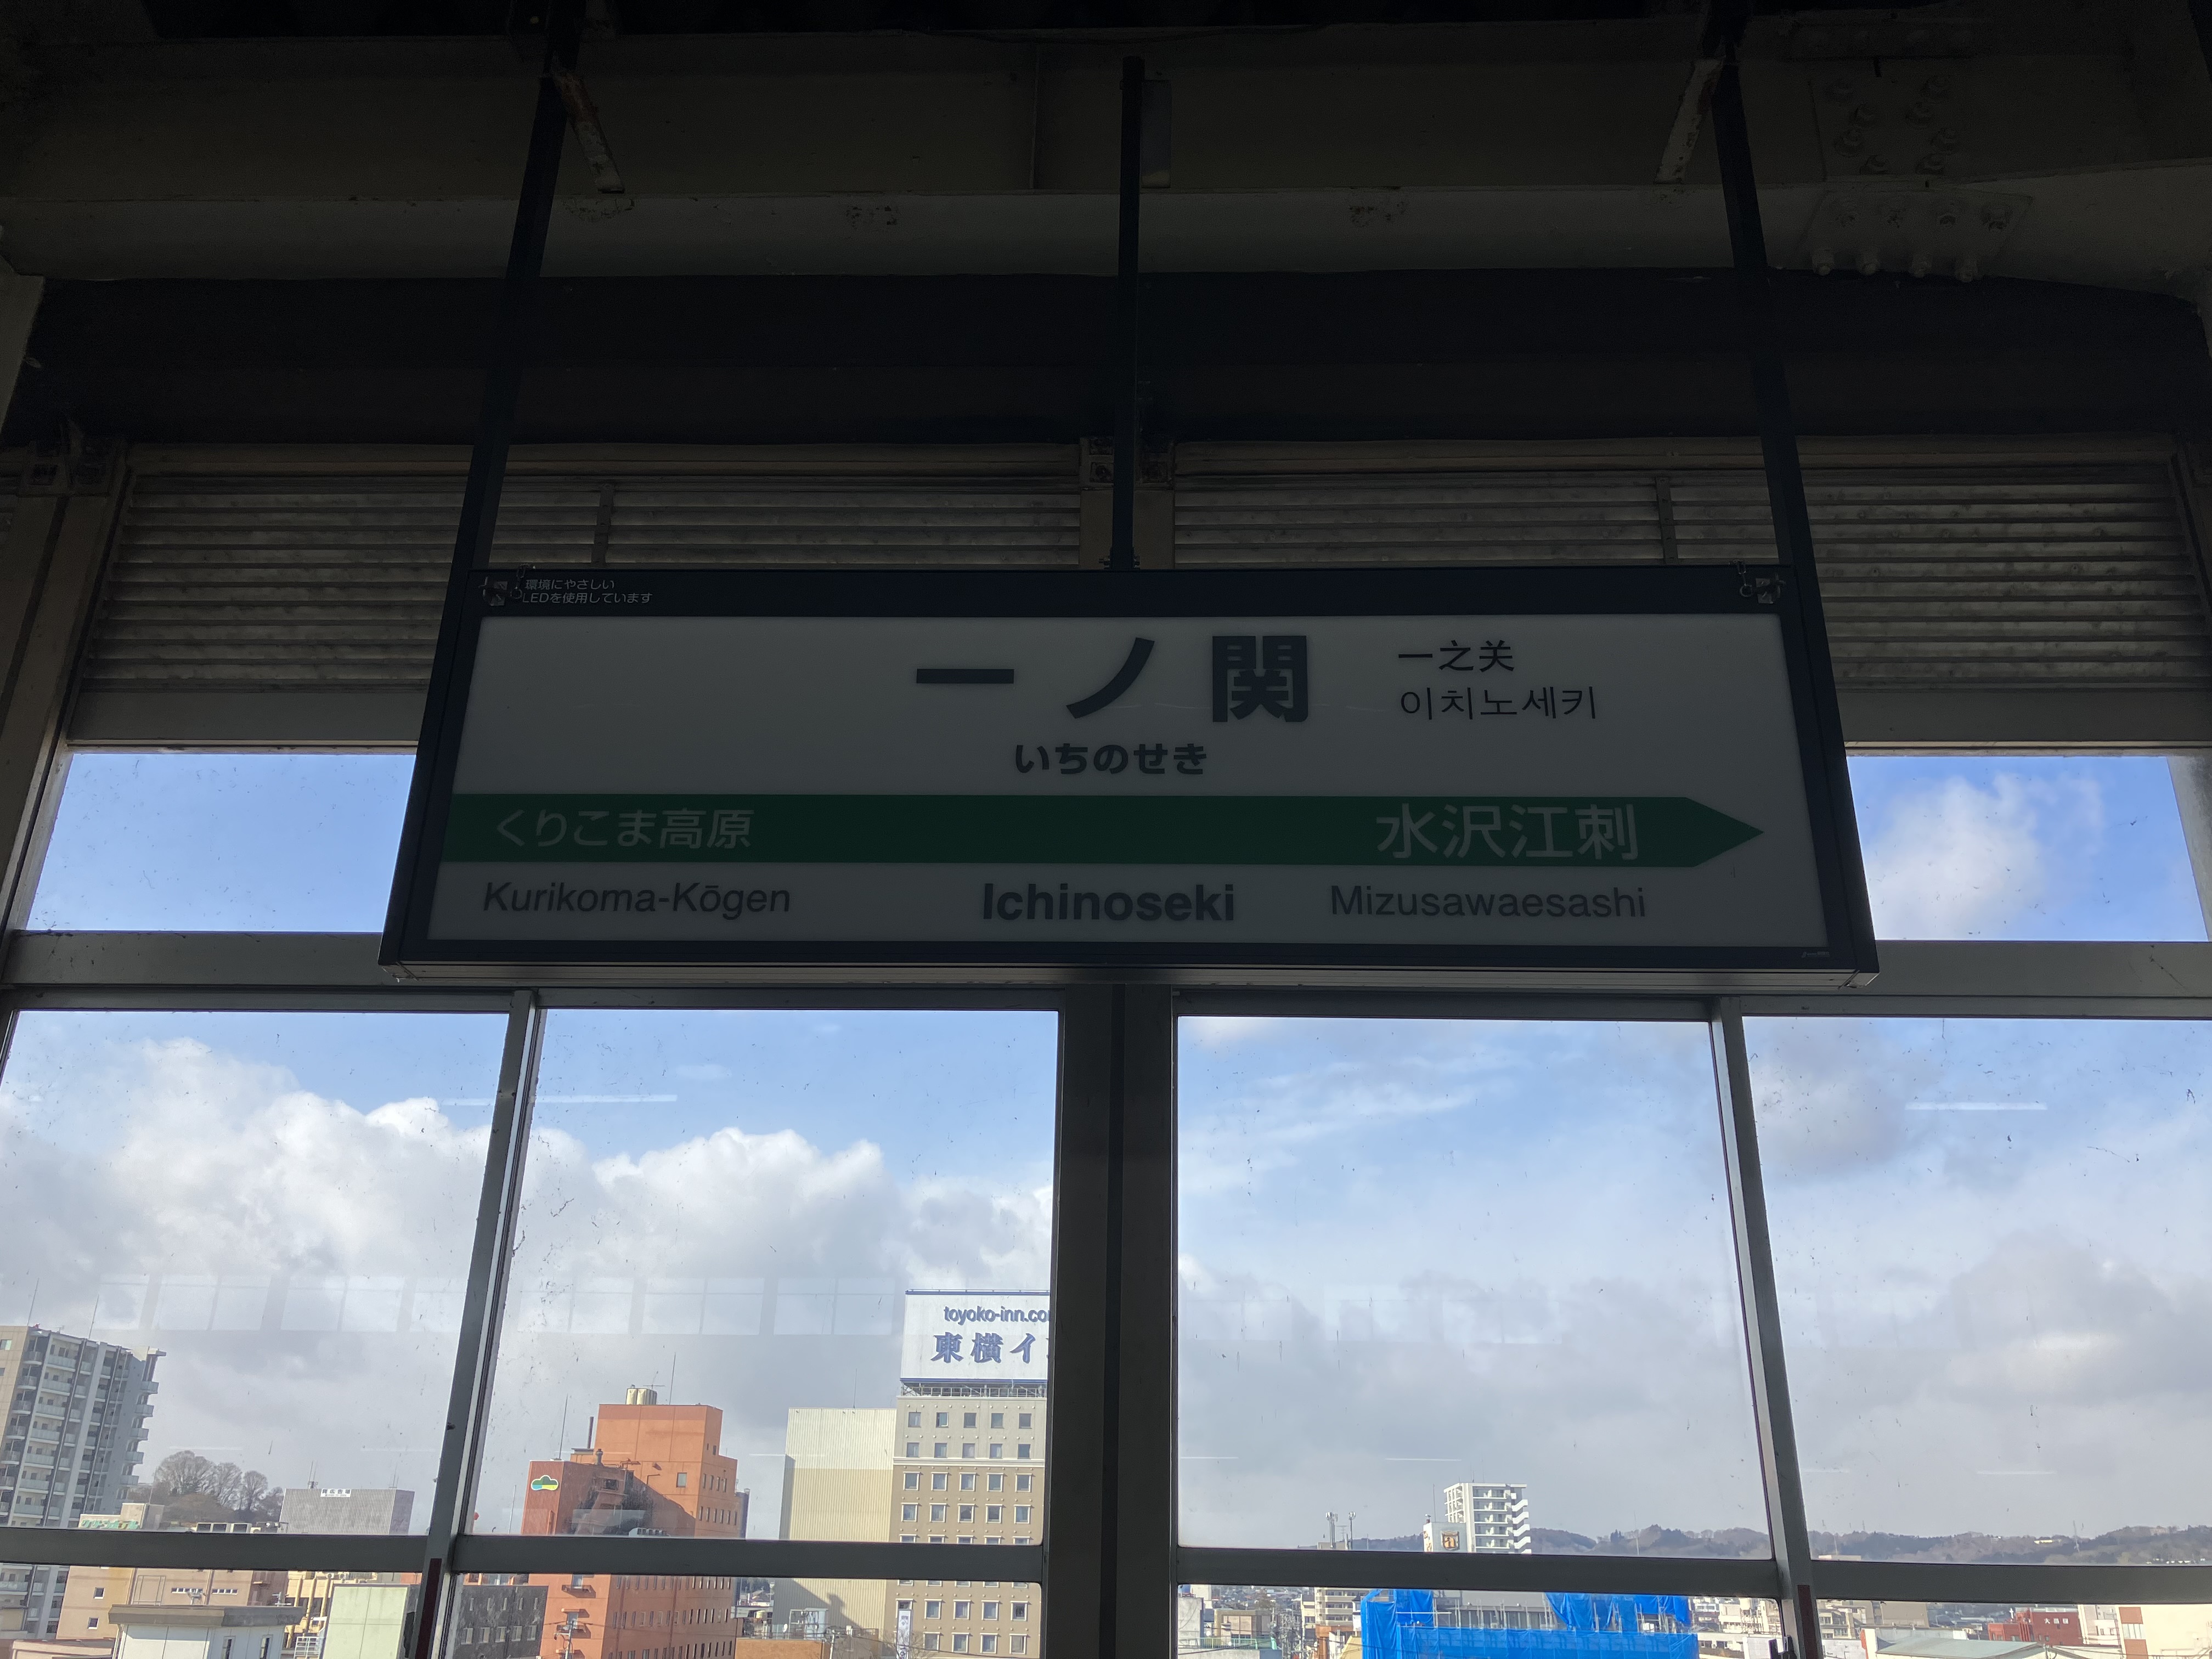 環境にやさしい
LEDを使用しています
一ノ関
一之关
이치노세키
いちのせき
くりこま高原
水沢江刺
Kurikoma-Kōgen
Ichinoseki
Mizusawaesashi
toyoko-inn.co
東横イ